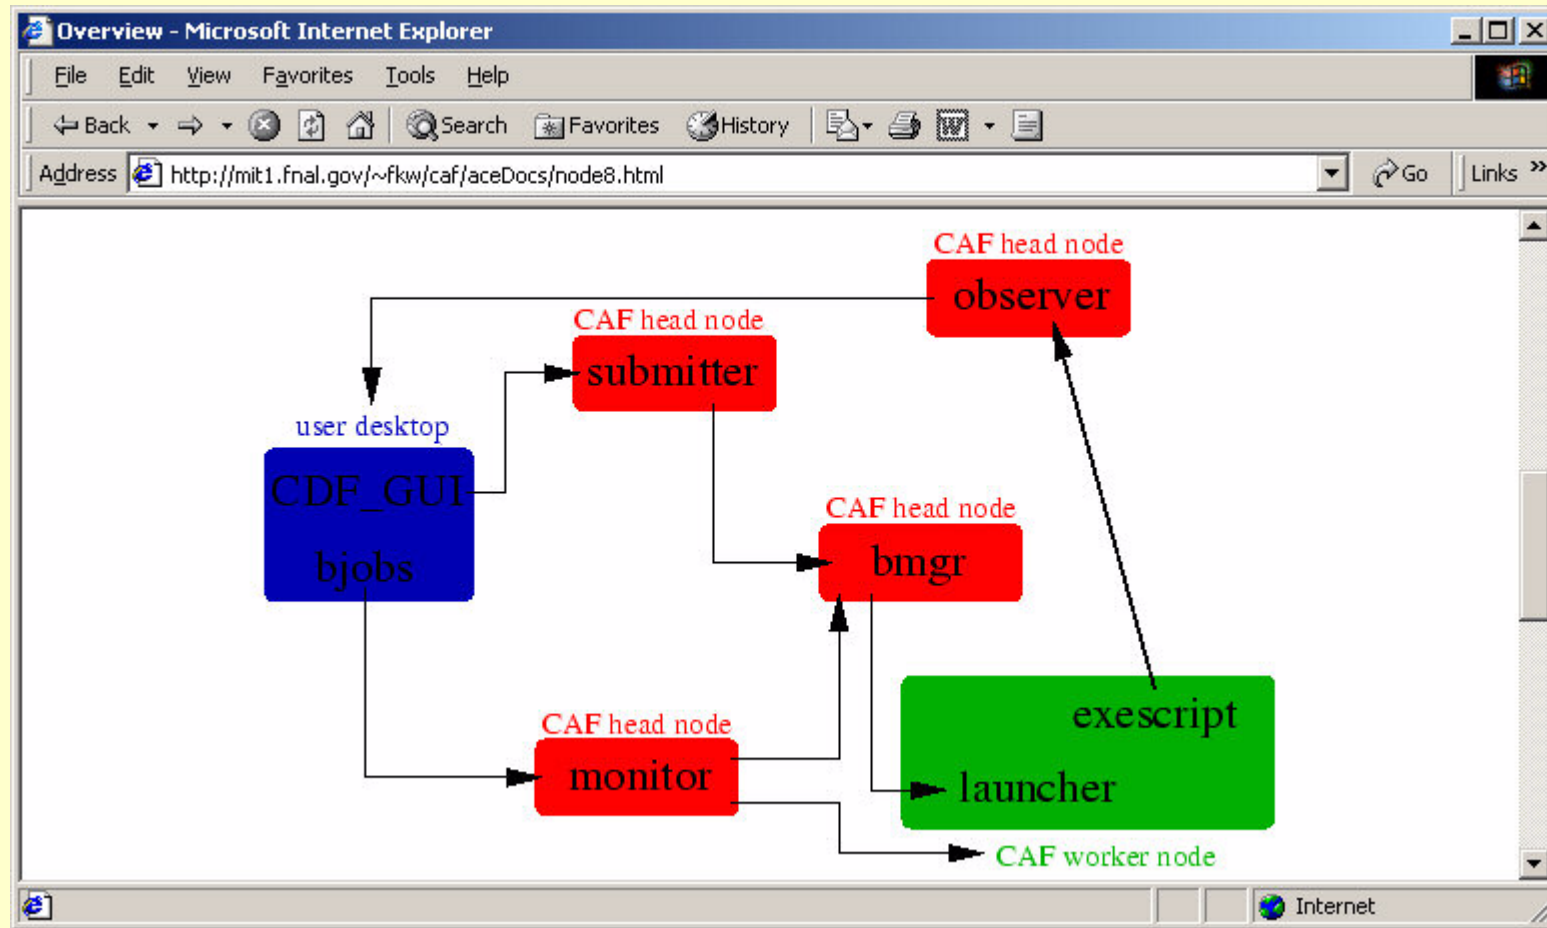 Overview - Microsoft Internet Explorer
File Edit View Favorites Tools Help
Back Search Favorites History
Address http://mit1.fnal.gov/~fkw/caf/aceDocs/node8.html Go Links »
CAF head node
observer
CAF head node
submitter
user desktop
CDF_GUI
bjobs
CAF head node
bmgr
CAF head node
monitor
exescript
launcher
CAF worker node
Internet